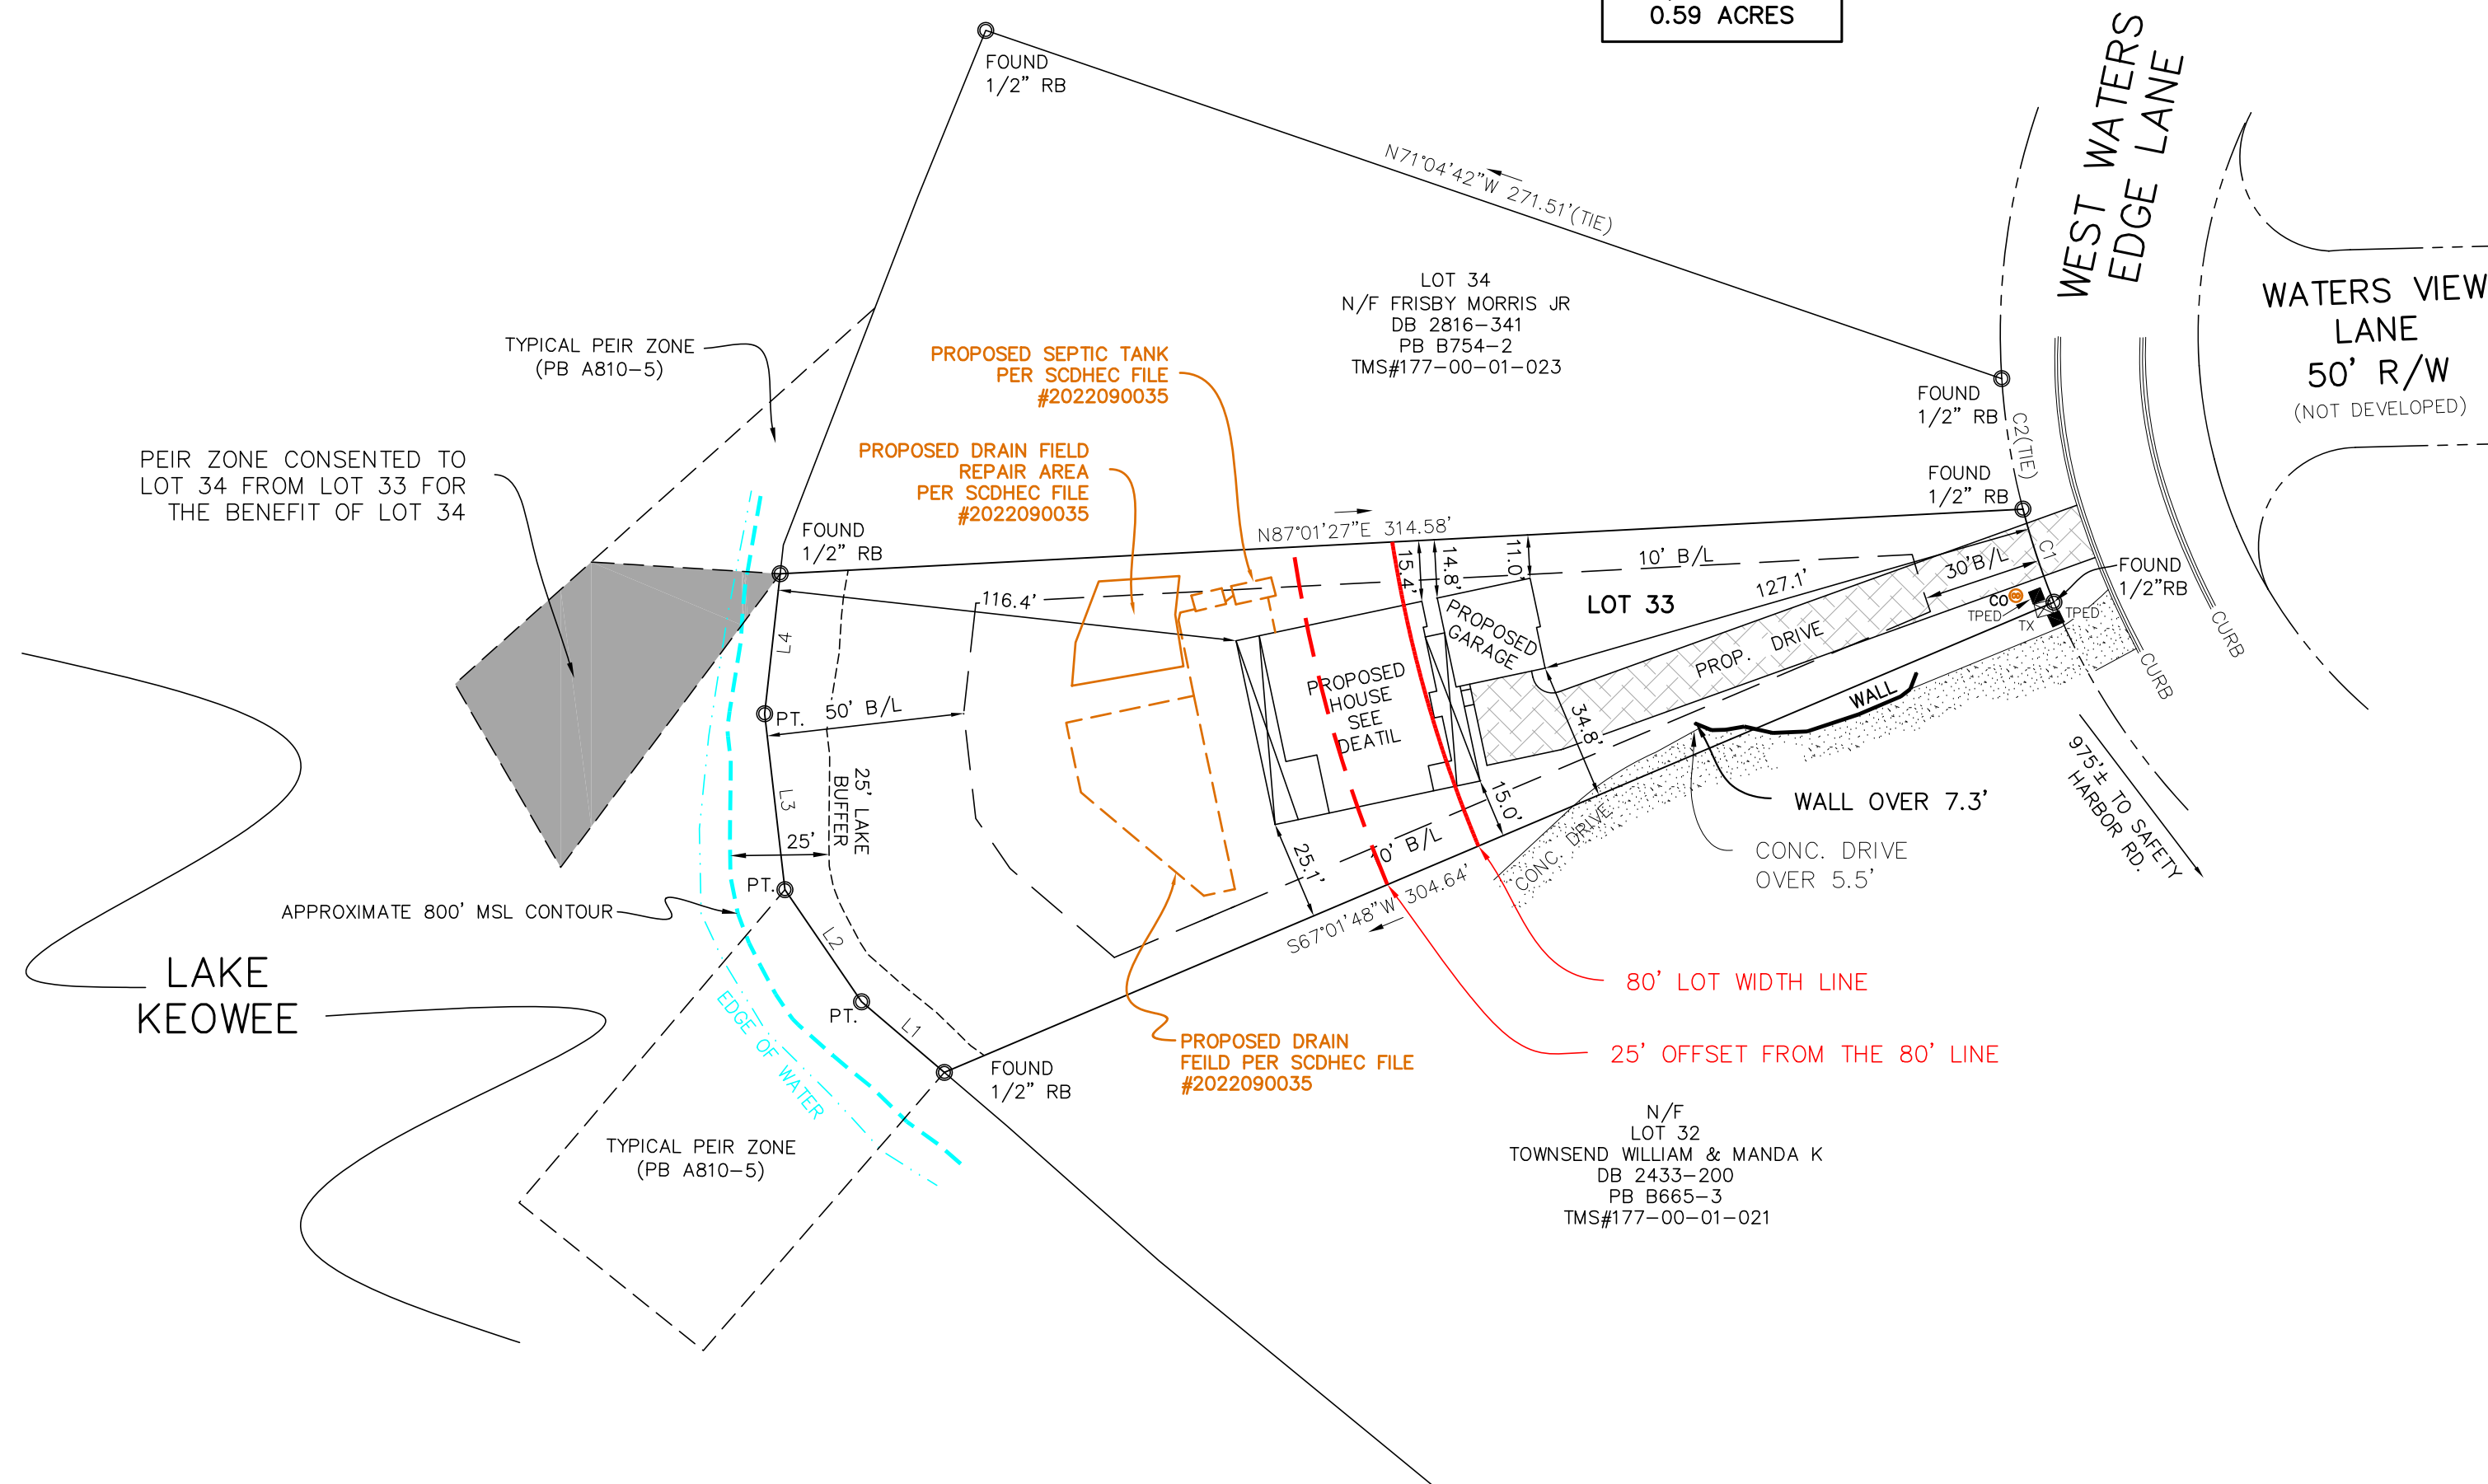 0.59 ACRES
FOUND
1/2" RB
WEST WATERS
EDGE LANE
N71°04'42"W 271.51'(TIE)
LOT 34
N/F FRISBY MORRIS JR
DB 2816-341
PB B754-2
TMS#177-00-01-023
WATERS VIEW
LANE
50' R/W
(NOT DEVELOPED)
TYPICAL PEIR ZONE
(PB A810-5)
PROPOSED SEPTIC TANK
PER SCDHEC FILE
#2022090035
FOUND
1/2" RB
C2(TIE)
PEIR ZONE CONSENTED TO
LOT 34 FROM LOT 33 FOR
THE BENEFIT OF LOT 34
PROPOSED DRAIN FIELD
REPAIR AREA
PER SCDHEC FILE
#2022090035
FOUND
1/2" RB
FOUND
1/2" RB
N87°01'27"E 314.58'
15.4'
14.8'
11.0'
10' B/L
30'B/L
C1
FOUND
1/2"RB
116.4'
127.1'
LOT 33
CO
TPED
TX
TPED
CURB
CURB
PROPOSED
GARAGE
PROP. DRIVE
L4
PROPOSED
HOUSE
SEE
DEATIL
PT.
50' B/L
34.8'
WALL
975'± TO SAFETY
HARBOR RD.
L3
25' LAKE
BUFFER
25'
15.0'
WALL OVER 7.3'
CONC. DRIVE
CONC. DRIVE
OVER 5.5'
25.1'
10' B/L
PT.
APPROXIMATE 800' MSL CONTOUR
S67°01'48"W 304.64'
L2
LAKE
KEOWEE
80' LOT WIDTH LINE
PT.
L1
EDGE OF WATER
25' OFFSET FROM THE 80' LINE
PROPOSED DRAIN
FEILD PER SCDHEC FILE
#2022090035
FOUND
1/2" RB
TYPICAL PEIR ZONE
(PB A810-5)
N/F
LOT 32
TOWNSEND WILLIAM & MANDA K
DB 2433-200
PB B665-3
TMS#177-00-01-021